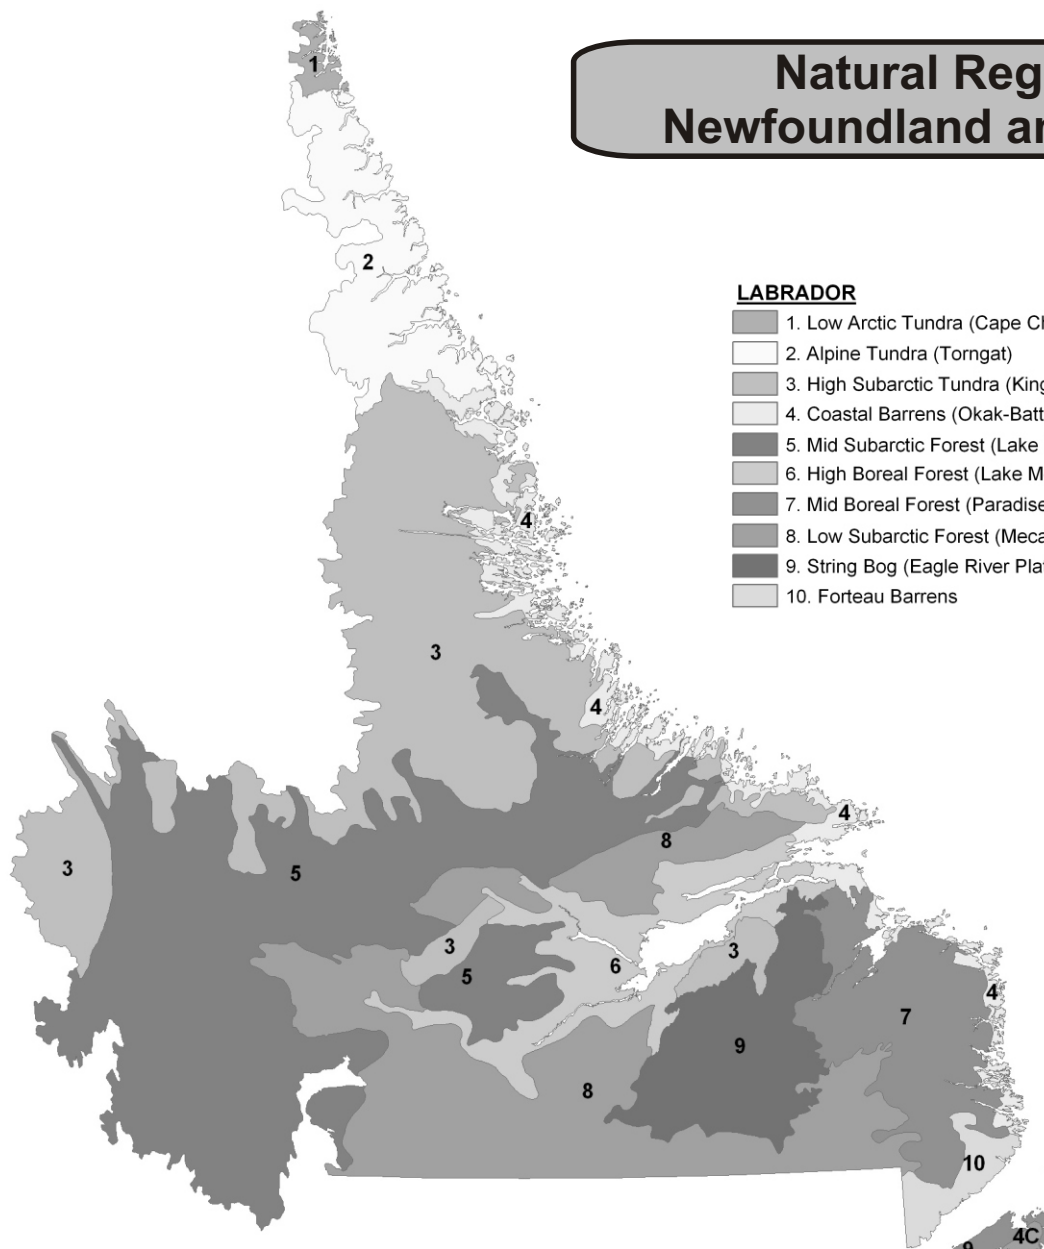 Natural Reg
Newfoundland ar
LABRADOR
1. Low Arctic Tundra (Cape Ch
2. Alpine Tundra (Torngat)
3. High Subarctic Tundra (King
4. Coastal Barrens (Okak-Batt
5. Mid Subarctic Forest (Lake
6. High Boreal Forest (Lake M
7. Mid Boreal Forest (Paradise
8. Low Subarctic Forest (Meca
9. String Bog (Eagle River Plat
10. Forteau Barrens
1
2
4
3
4
4
8
3
5
3
3
6
5
4
7
9
8
10
4C
9